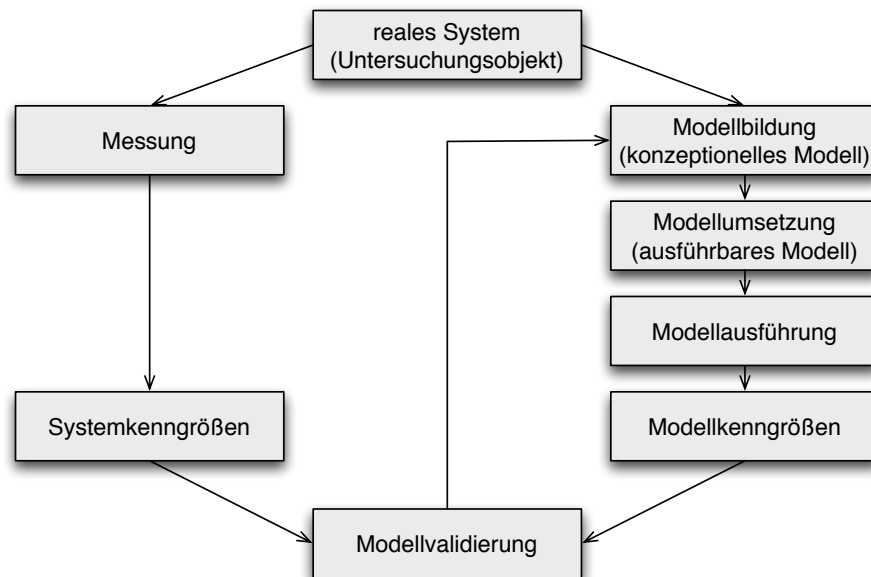 reales System
(Untersuchungsobjekt)
Messung
Modellbildung
(konzeptionelles Modell)
Modellumsetzung
(ausführbares Modell)
Modellausführung
Systemkenngrößen
Modellkenngrößen
Modellvalidierung